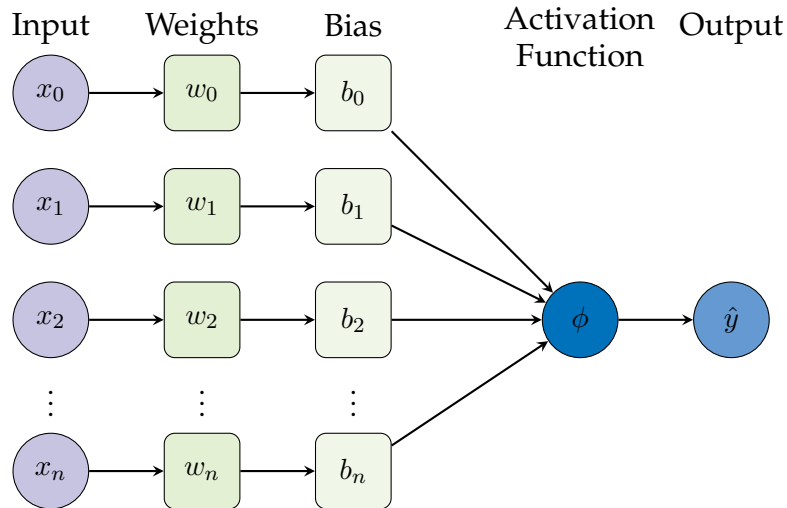 Input Weights Bias Activation Function Output
x₀ w₀ b₀
x₁ w₁ b₁
x₂ w₂ b₂ ϕ ŷ
⋮ ⋮ ⋮
xₙ wₙ bₙ